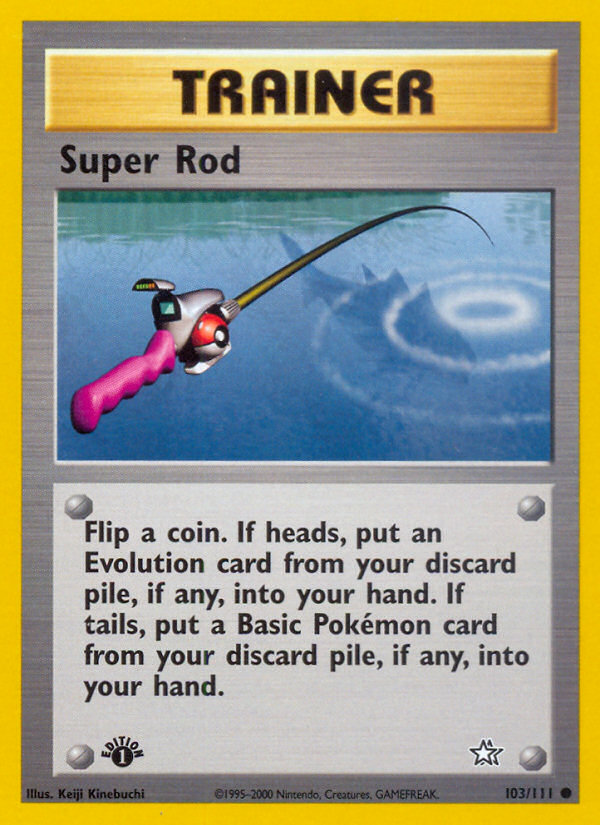 TRAINER
Super Rod
Flip a coin. If heads, put an
Evolution card from your discard
pile, if any, into your hand. If
tails, put a Basic Pokémon card
from your discard pile, if any, into
your hand.
EDITION
1
Illus. Keiji Kinebuchi ©1995–2000 Nintendo, Creatures, GAMEFREAK. 103/111